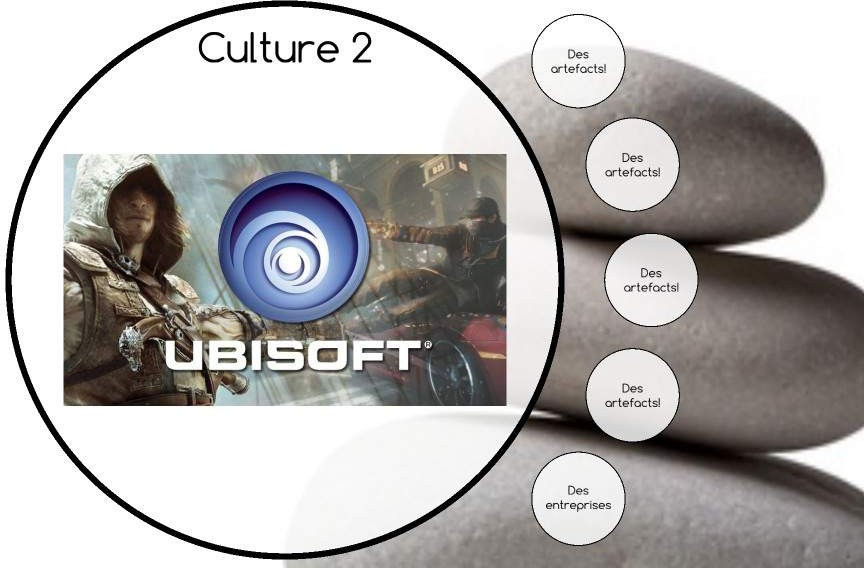 Culture 2
UBISOFT®
Des
artefacts!
Des
artefacts!
Des
artefacts!
Des
artefacts!
Des
entreprises